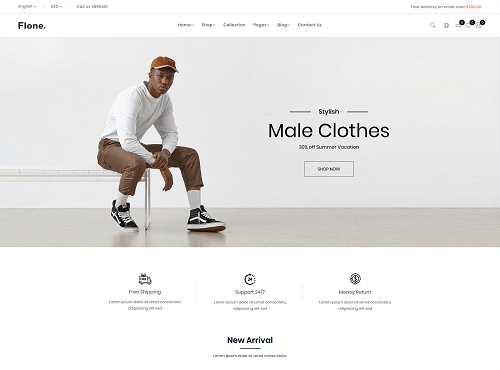 English USD Call Us 3965410
Free delivery on order over $200.00
Flone.
Home Shop Collection Pages Blog Contact Us
0 0 0
Stylish
Male Clothes
30% off Summer Vacation
SHOP NOW
24
Free Shipping
Support 24/7
Money Return
Lorem ipsum dolor sit amet consectetu adipisicing elit sed
Lorem ipsum dolor sit amet consectetu adipisicing elit sed
Lorem ipsum dolor sit amet consectetu adipisicing elit sed
New Arrival
Lorem ipsum dolor sit amet conse ctetu.